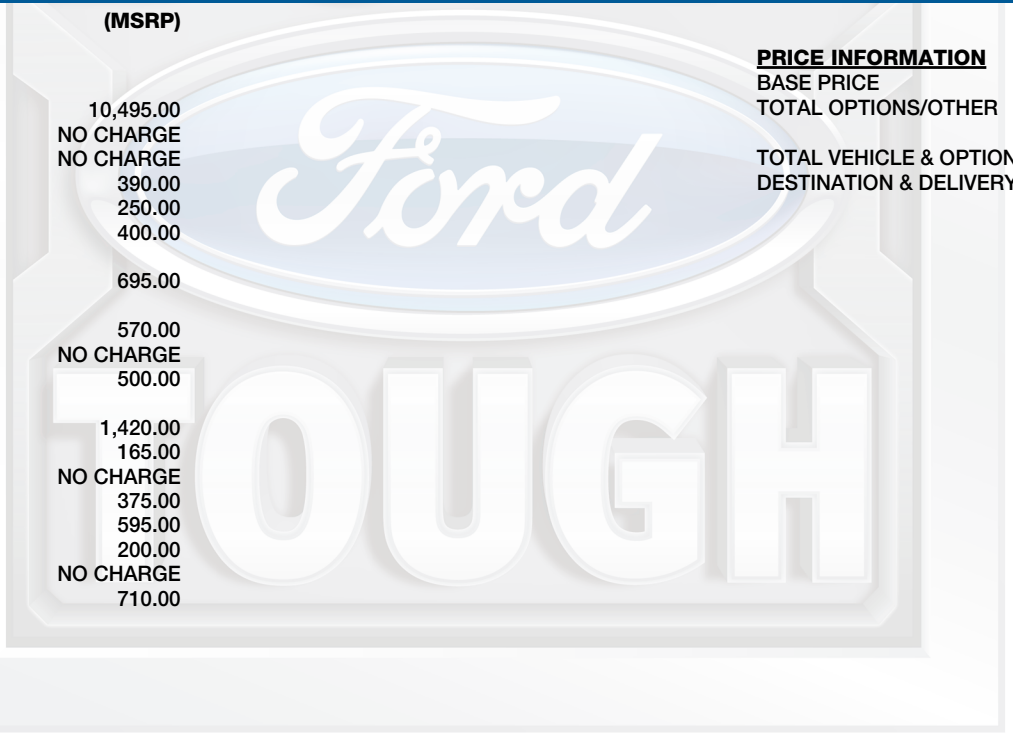 (MSRP)
10,495.00
NO CHARGE
NO CHARGE
390.00
250.00
400.00
695.00
570.00
NO CHARGE
500.00
1,420.00
165.00
NO CHARGE
375.00
595.00
200.00
NO CHARGE
710.00
PRICE INFORMATION
BASE PRICE
TOTAL OPTIONS/OTHER
TOTAL VEHICLE & OPTION
DESTINATION & DELIVERY
Ford
TOUGH